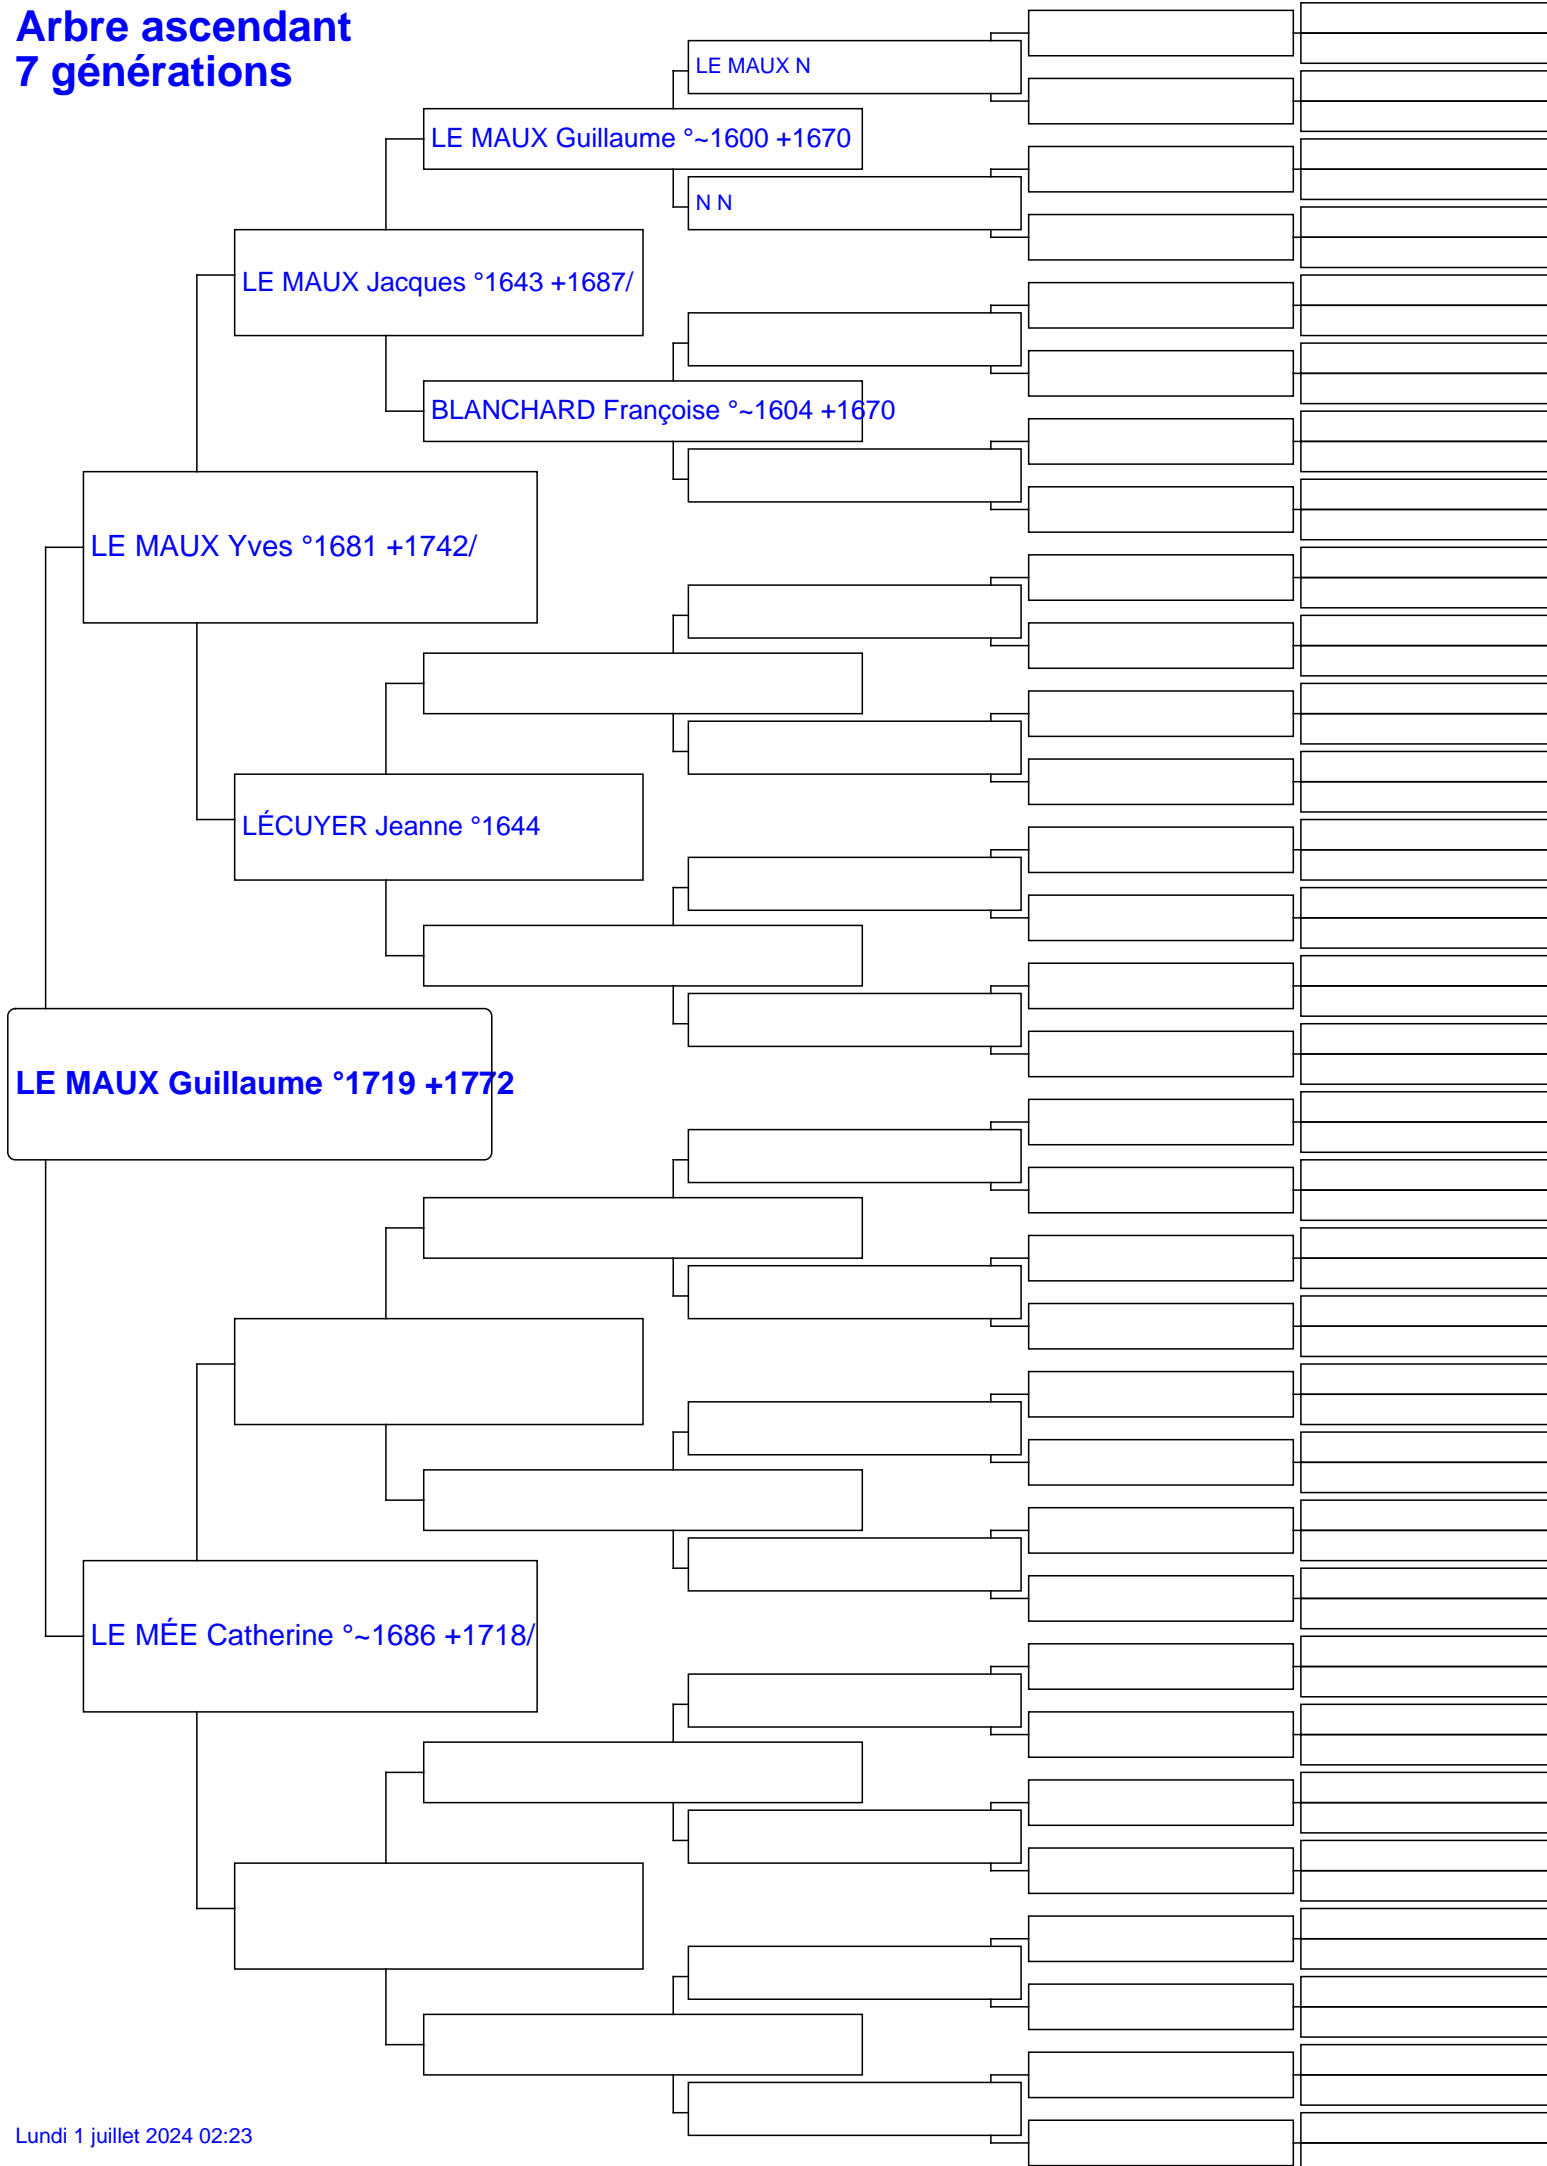 Arbre ascendant
7 générations
LE MAUX N
LE MAUX Guillaume °~1600 +1670
N N
LE MAUX Jacques °1643 +1687/
BLANCHARD Françoise °~1604 +1670
LE MAUX Yves °1681 +1742/
LÉCUYER Jeanne °1644
LE MAUX Guillaume °1719 +1772
LE MÉE Catherine °~1686 +1718/
Lundi 1 juillet 2024 02:23